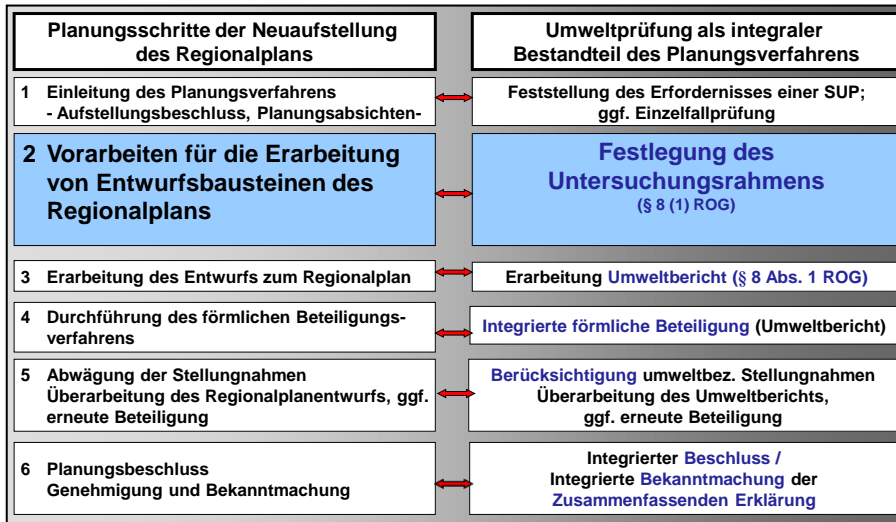 Planungsschritte der Neuaufstellung
des Regionalplans
Umweltprüfung als integraler
Bestandteil des Planungsverfahrens
1 Einleitung des Planungsverfahrens
- Aufstellungsbeschluss, Planungsabsichten-
Feststellung des Erfordernisses einer SUP;
ggf. Einzelfallprüfung
2 Vorarbeiten für die Erarbeitung
von Entwurfsbausteinen des
Regionalplans
Festlegung des
Untersuchungsrahmens
(§ 8 (1) ROG)
3 Erarbeitung des Entwurfs zum Regionalplan
Erarbeitung Umweltbericht (§ 8 Abs. 1 ROG)
4 Durchführung des förmlichen Beteiligungs-
verfahrens
Integrierte förmliche Beteiligung (Umweltbericht)
5 Abwägung der Stellungnahmen
Überarbeitung des Regionalplanentwurfs, ggf.
erneute Beteiligung
Berücksichtigung umweltbez. Stellungnahmen
Überarbeitung des Umweltberichts,
ggf. erneute Beteiligung
6 Planungsbeschluss
Genehmigung und Bekanntmachung
Integrierter Beschluss /
Integrierte Bekanntmachung der
Zusammenfassenden Erklärung